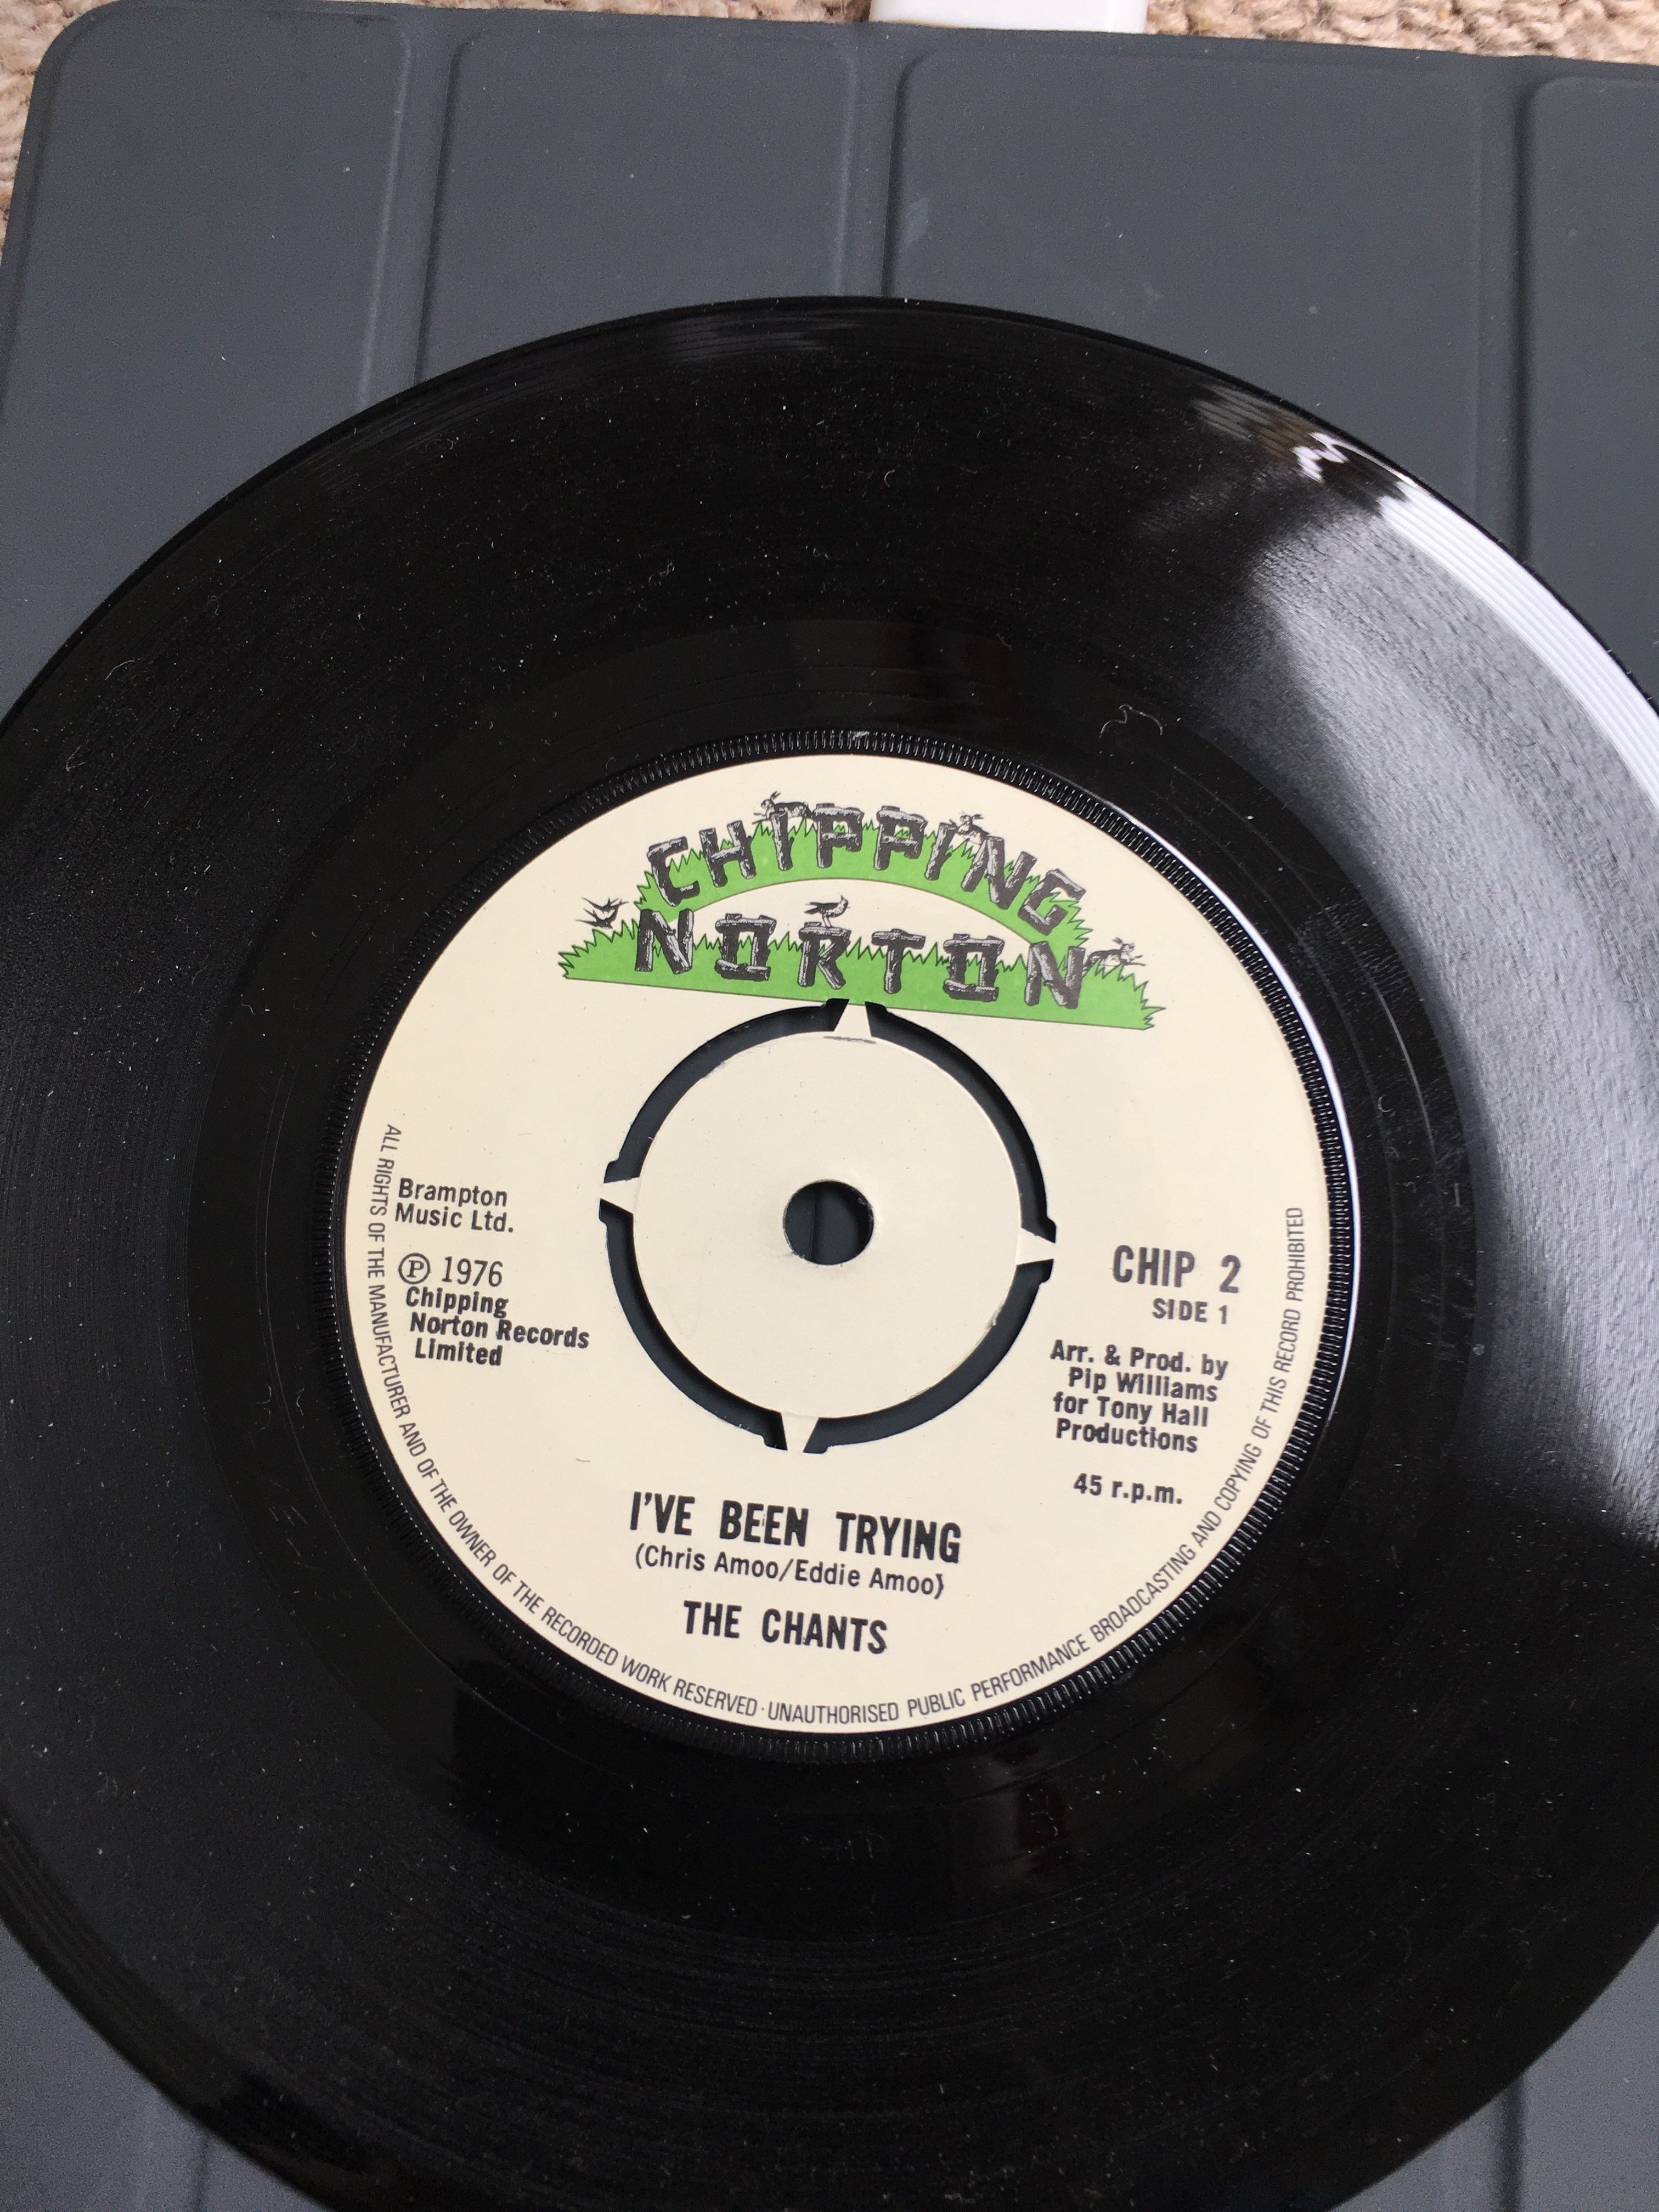 CHIPPING
NORTON
Brampton
Music Ltd.
Ⓟ 1976
Chipping
Norton Records
Limited
CHIP 2
SIDE 1
Arr. & Prod. by
Pip Williams
for Tony Hall
Productions
45 r.p.m.
I'VE BEEN TRYING
(Chris Amoo/Eddie Amoo)
THE CHANTS
ALL RIGHTS OF THE MANUFACTURER AND OF THE OWNER OF THE RECORDED WORK RESERVED · UNAUTHORISED PUBLIC PERFORMANCE BROADCASTING AND COPYING OF THIS RECORD PROHIBITED